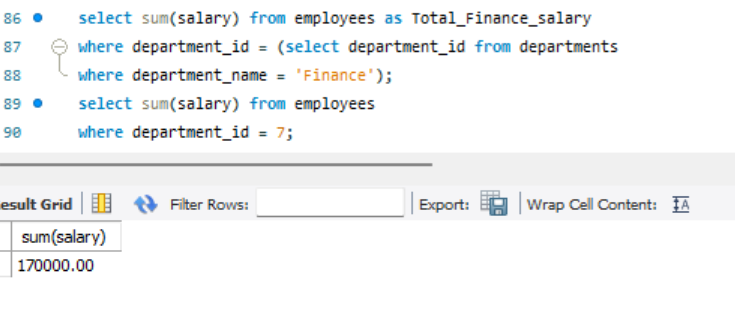 86 select sum(salary) from employees as Total_Finance_salary
87 where department_id = (select department_id from departments
88 where department_name = 'Finance');
89 select sum(salary) from employees
90 where department_id = 7;
esult Grid Filter Rows: Export: Wrap Cell Content: IA
sum(salary)
170000.00